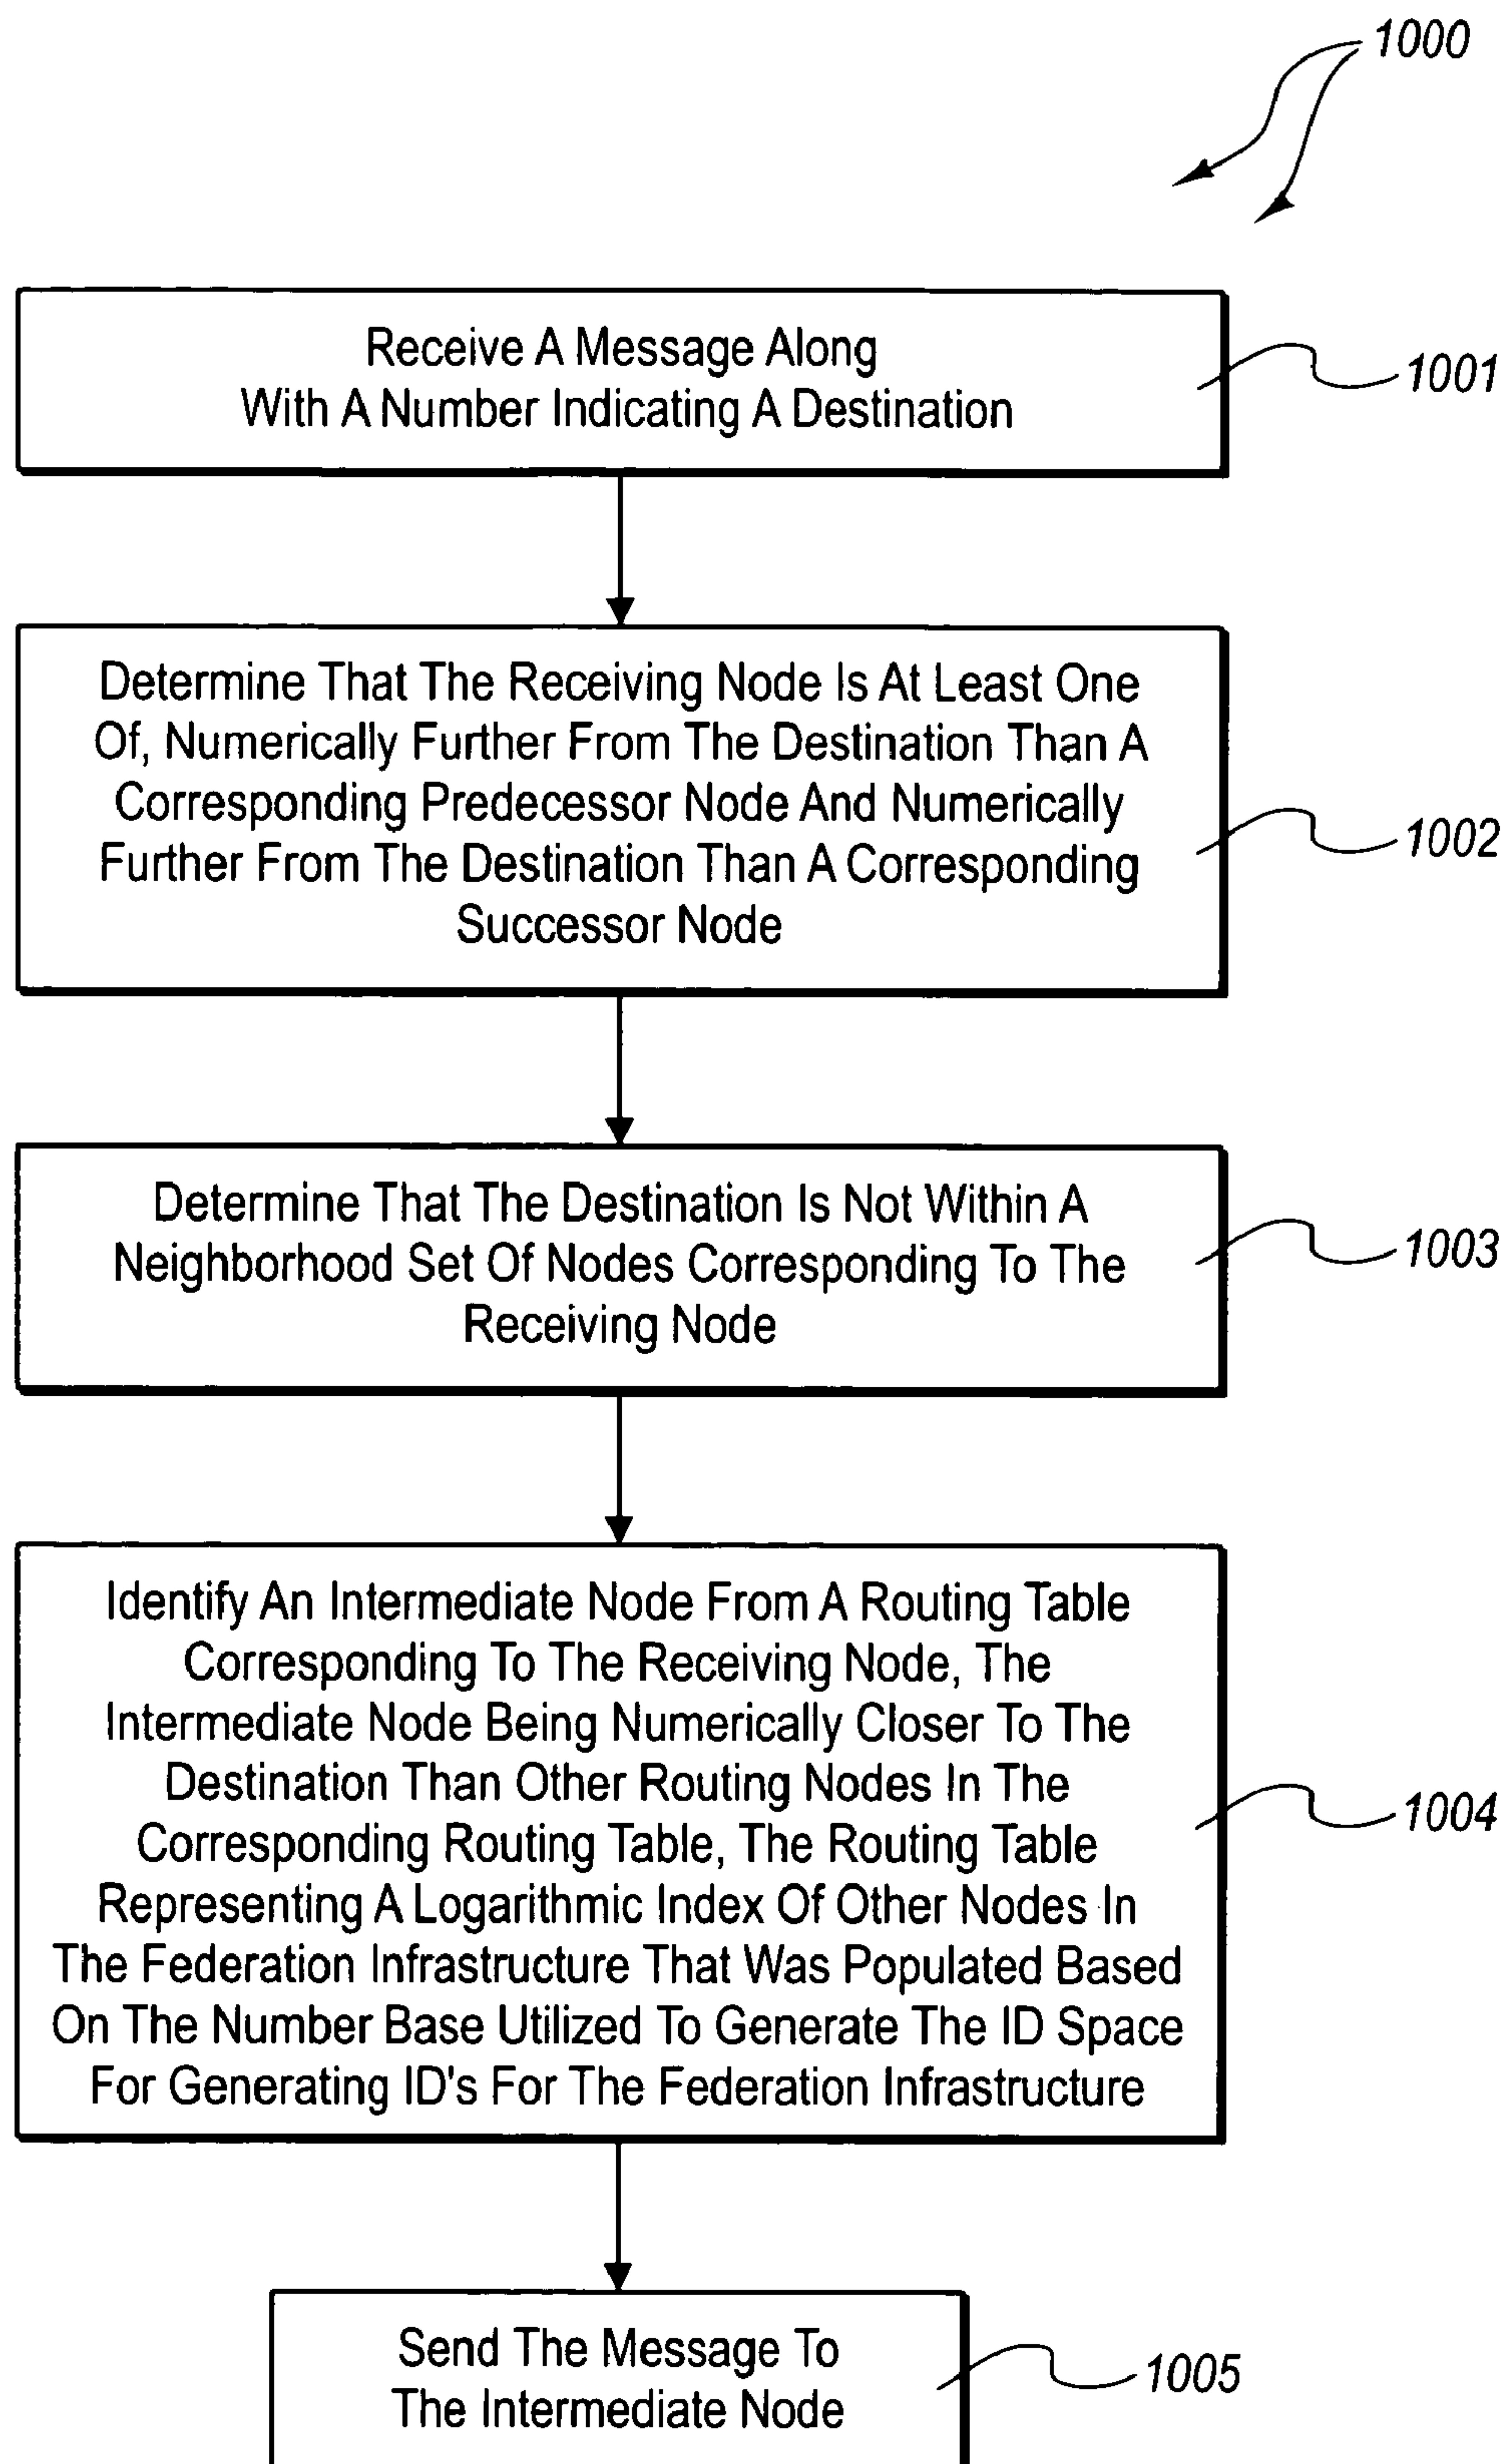 1000
Receive A Message Along
With A Number Indicating A Destination
1001
Determine That The Receiving Node Is At Least One
Of, Numerically Further From The Destination Than A
Corresponding Predecessor Node And Numerically
Further From The Destination Than A Corresponding
Successor Node
1002
Determine That The Destination Is Not Within A
Neighborhood Set Of Nodes Corresponding To The
Receiving Node
1003
Identify An Intermediate Node From A Routing Table
Corresponding To The Receiving Node, The
Intermediate Node Being Numerically Closer To The
Destination Than Other Routing Nodes In The
Corresponding Routing Table, The Routing Table
Representing A Logarithmic Index Of Other Nodes In
The Federation Infrastructure That Was Populated Based
On The Number Base Utilized To Generate The ID Space
For Generating ID's For The Federation Infrastructure
1004
Send The Message To
The Intermediate Node
1005